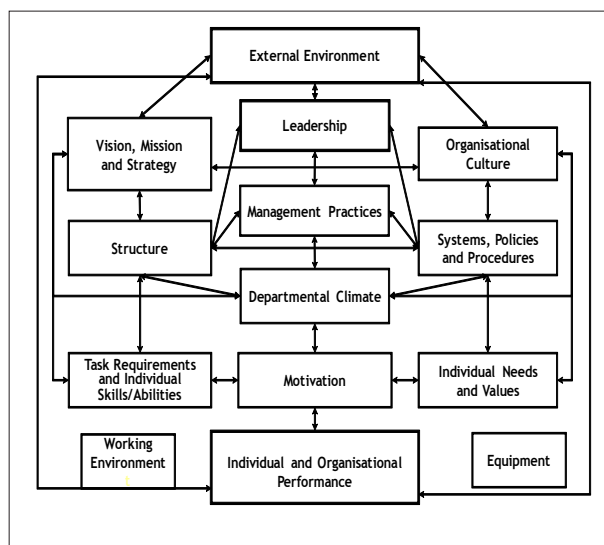 External Environment
Leadership
Vision, Mission
and Strategy
Organisational
Culture
Management Practices
Structure
Systems, Policies
and Procedures
Departmental Climate
Task Requirements
and Individual
Skills/Abilities
Motivation
Individual Needs
and Values
Working
Environment
Individual and Organisational
Performance
Equipment